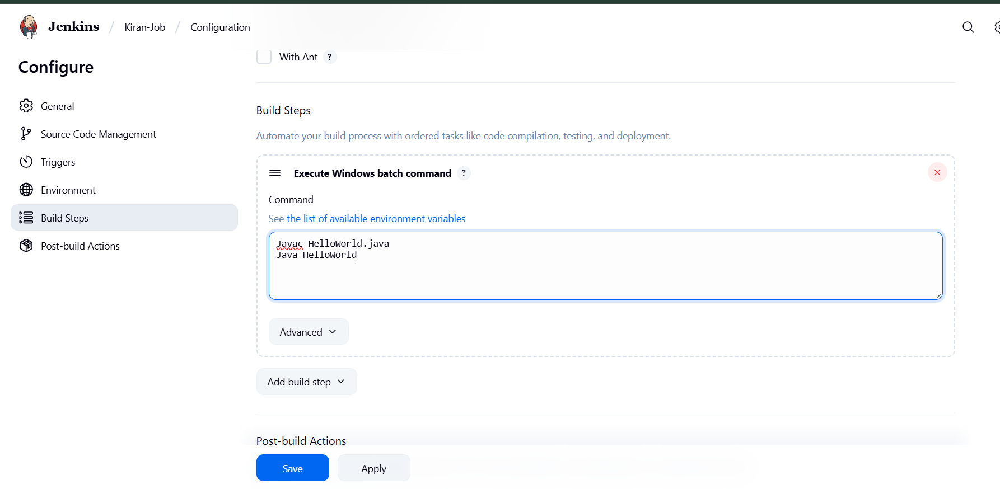 Jenkins / Kiran-Job / Configuration
Configure
General
Source Code Management
Triggers
Environment
Build Steps
Post-build Actions
With Ant ?
Build Steps
Automate your build process with ordered tasks like code compilation, testing, and deployment.
Execute Windows batch command ?
Command
See the list of available environment variables
Javac HelloWorld.java
Java HelloWorld
Advanced
Add build step
Post-build Actions
Save Apply